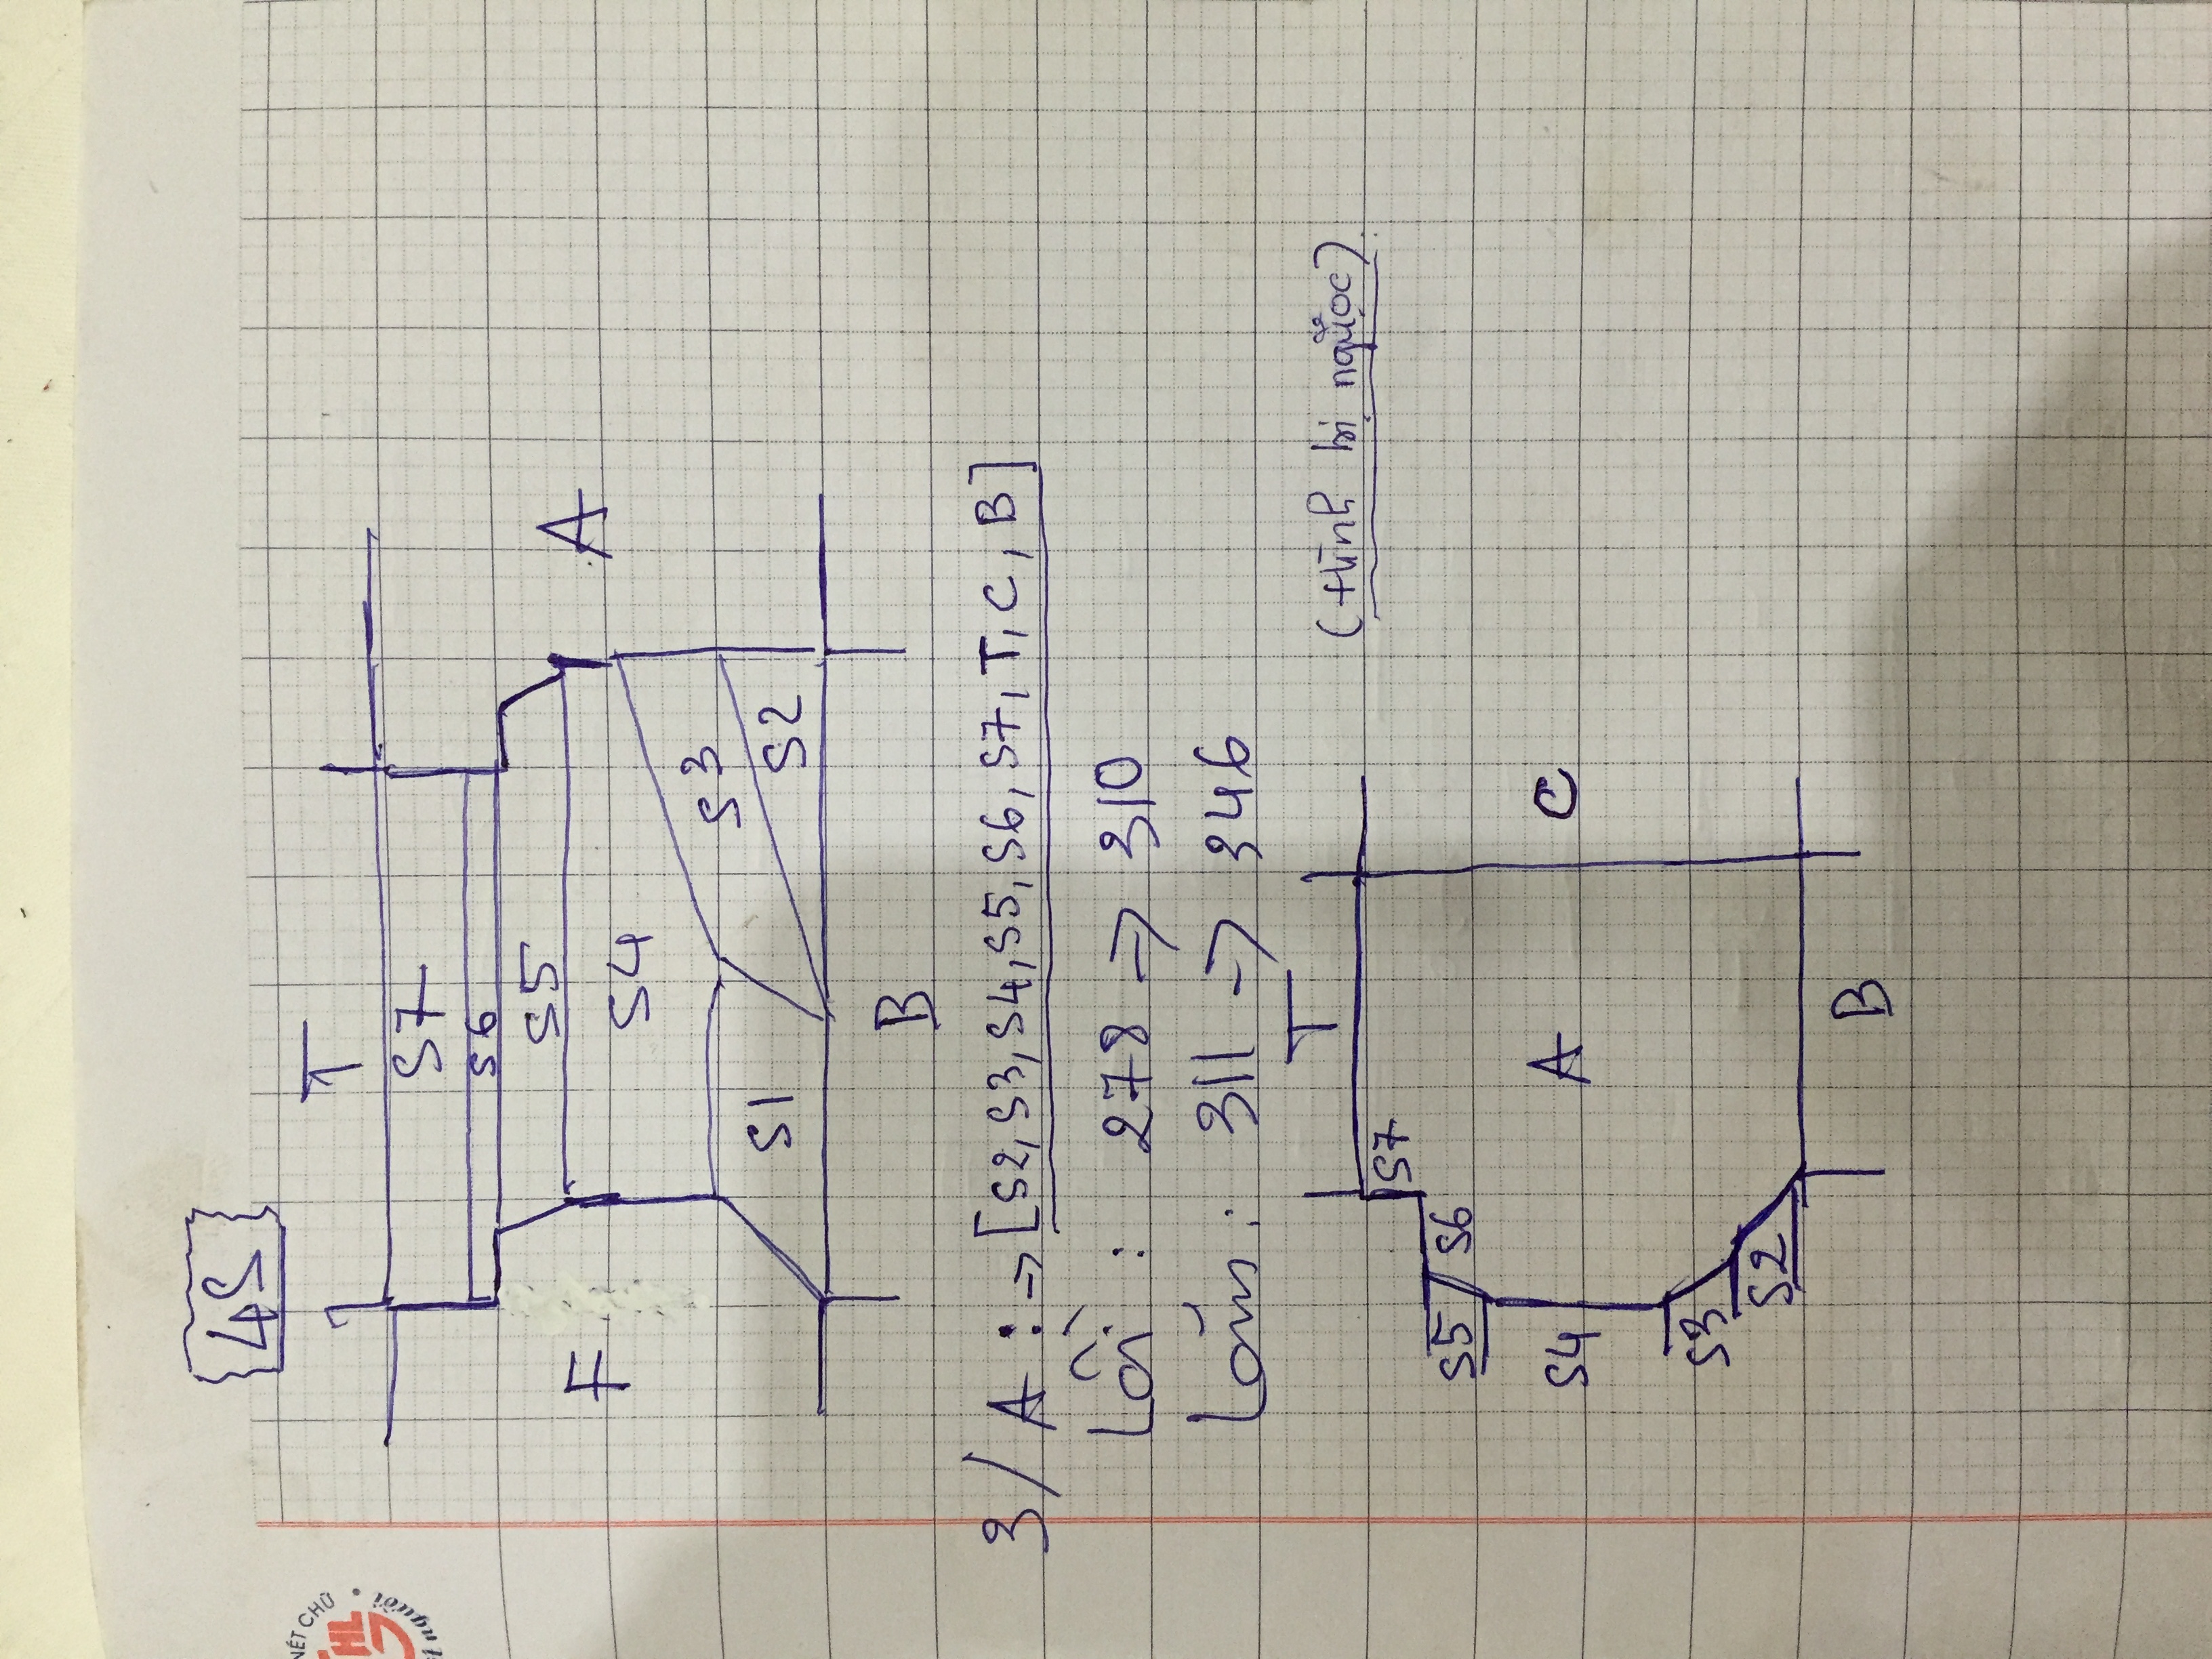 NÉT CHỮ
HL
ết người.
4S
T
S7
S6
S5
F
A
S4
S3
S1
S2
B
3/ A : → [S2, S3, S4, S5, S6, S7, T, C, B]
Lồi : 278 → 310
Lõm : 311 → 346
T
(Hình bị ngược)
S7
S5 S6
S4
A
C
S3
S2
B